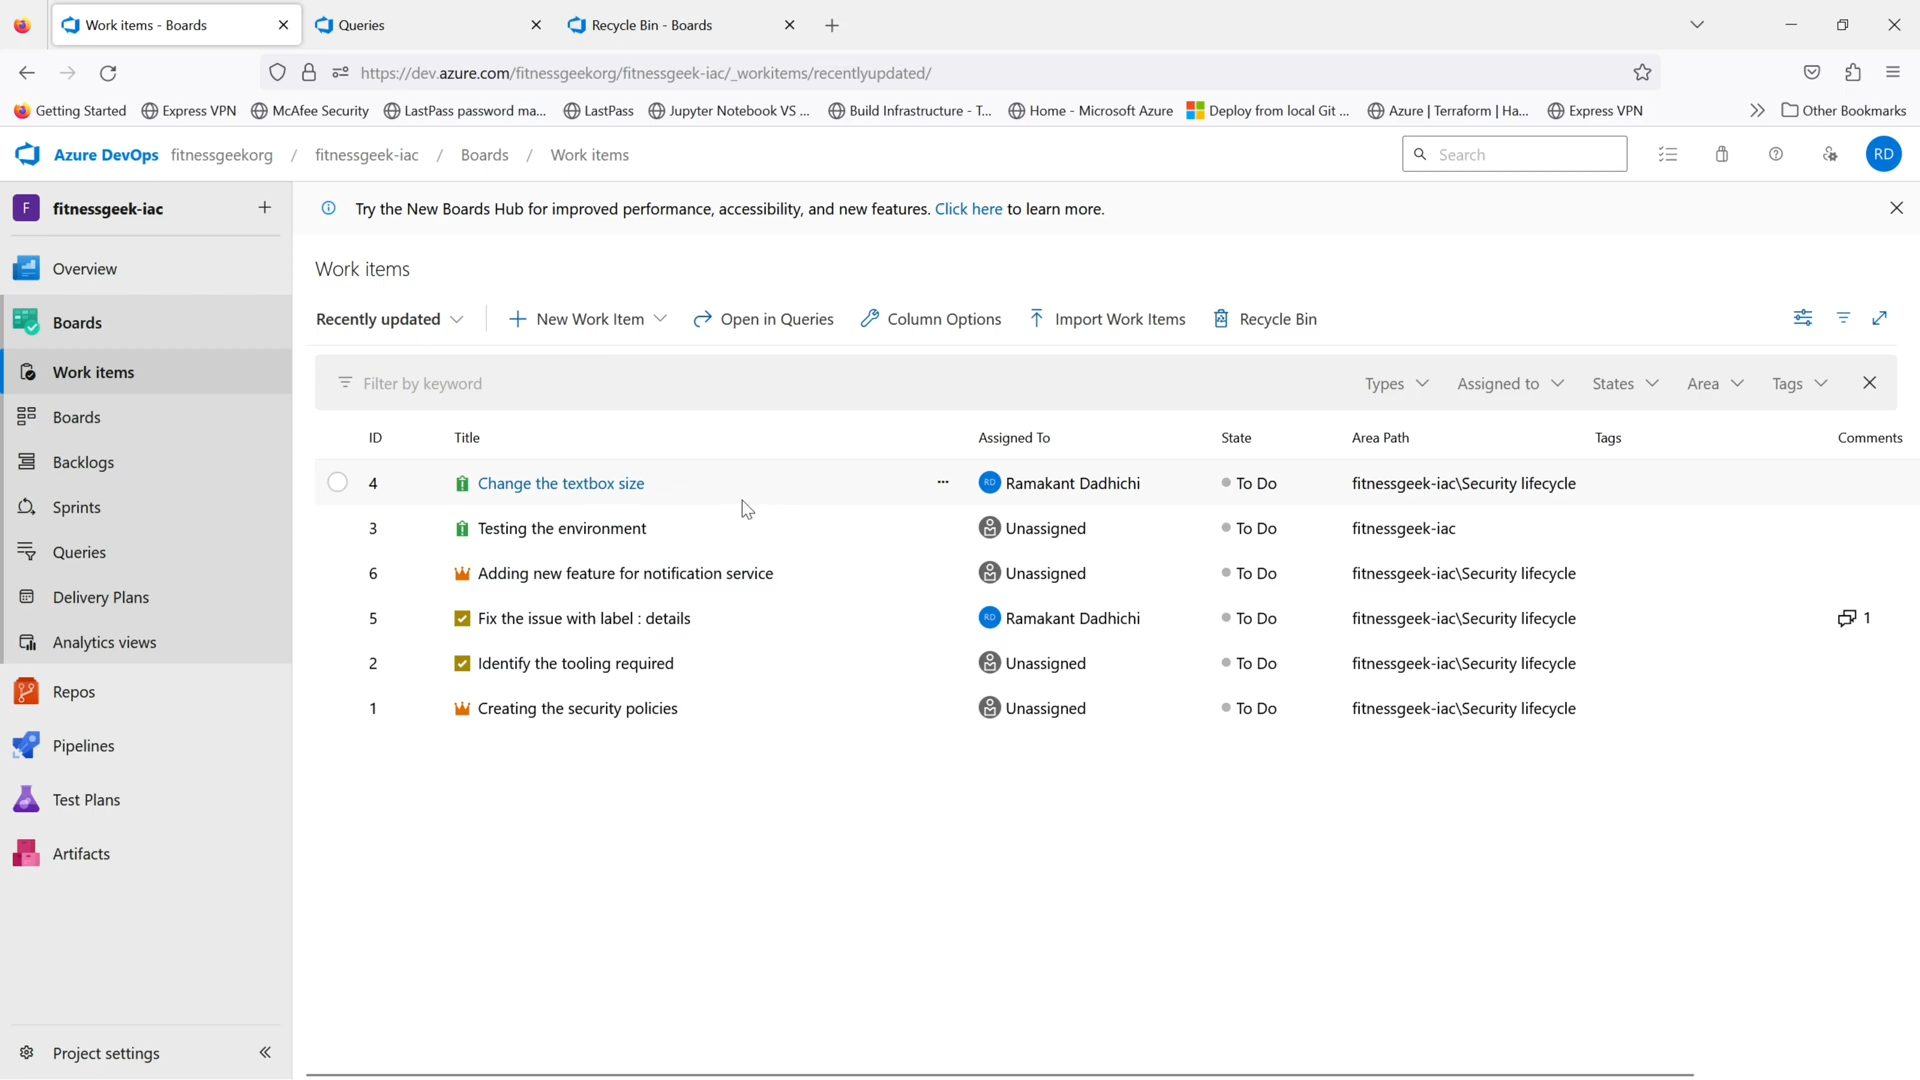 Work items - Boards
Queries
Recycle Bin - Boards
https://dev.azure.com/fitnessgeekorg/fitnessgeek-iac/_workitems/recentlyupdated/
Getting Started
Express VPN
McAfee Security
LastPass password ma...
LastPass
Jupyter Notebook VS ...
Build Infrastructure - T...
Home - Microsoft Azure
Deploy from local Git ...
Azure | Terraform | Ha...
Express VPN
Other Bookmarks
Azure DevOps fitnessgeekorg / fitnessgeek-iac / Boards / Work items
Search
RD
F fitnessgeek-iac
Overview
Boards
Work items
Boards
Backlogs
Sprints
Queries
Delivery Plans
Analytics views
Repos
Pipelines
Test Plans
Artifacts
Project settings
Try the New Boards Hub for improved performance, accessibility, and new features. Click here to learn more.
Work items
Recently updated New Work Item Open in Queries Column Options Import Work Items Recycle Bin
Filter by keyword Types Assigned to States Area Tags
ID Title Assigned To State Area Path Tags Comments
4 Change the textbox size ... RD Ramakant Dadhichi To Do fitnessgeek-iac\Security lifecycle
3 Testing the environment Unassigned To Do fitnessgeek-iac
6 Adding new feature for notification service Unassigned To Do fitnessgeek-iac\Security lifecycle
5 Fix the issue with label : details RD Ramakant Dadhichi To Do fitnessgeek-iac\Security lifecycle 1
2 Identify the tooling required Unassigned To Do fitnessgeek-iac\Security lifecycle
1 Creating the security policies Unassigned To Do fitnessgeek-iac\Security lifecycle